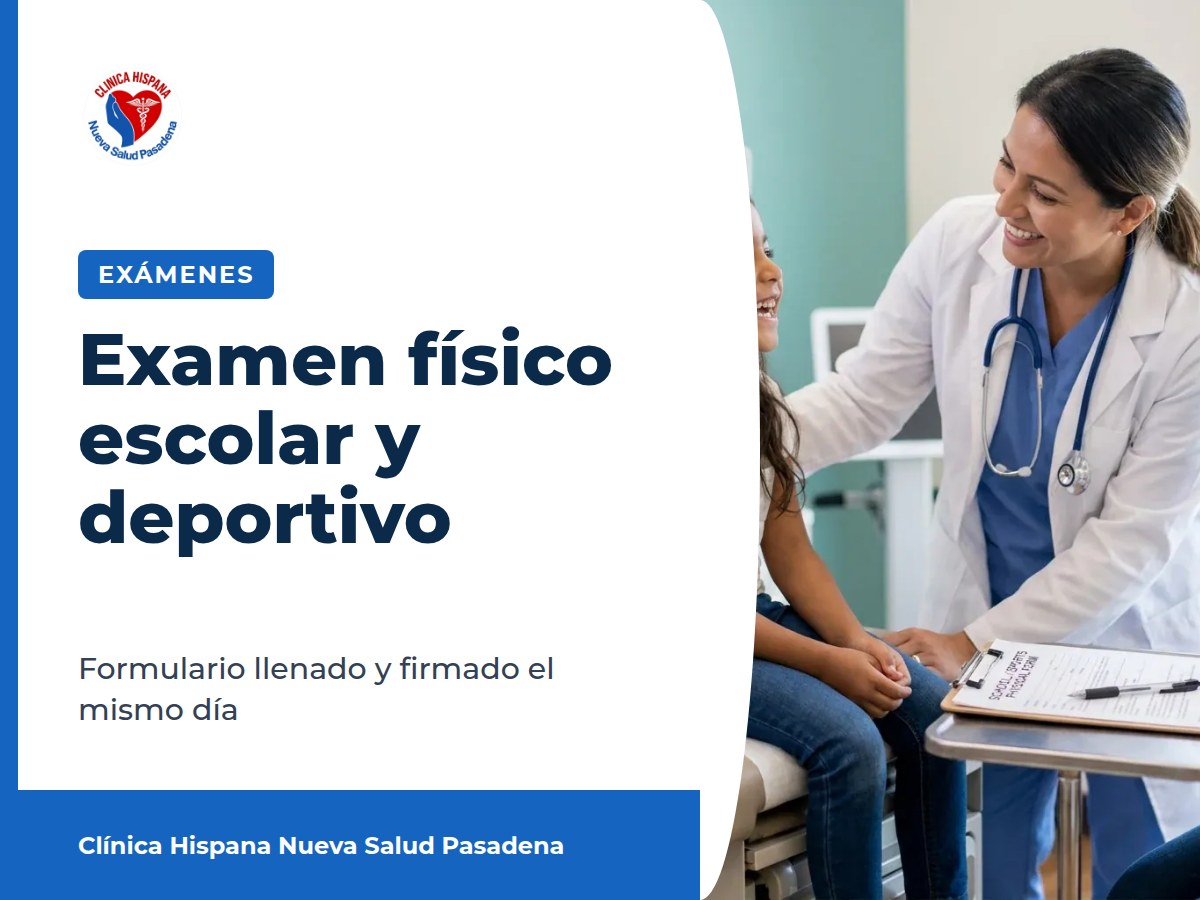 CLINICA HISPANA
Nueva Salud Pasadena
EXÁMENES
Examen físico
escolar y
deportivo
Formulario llenado y firmado el
mismo día
Clínica Hispana Nueva Salud Pasadena